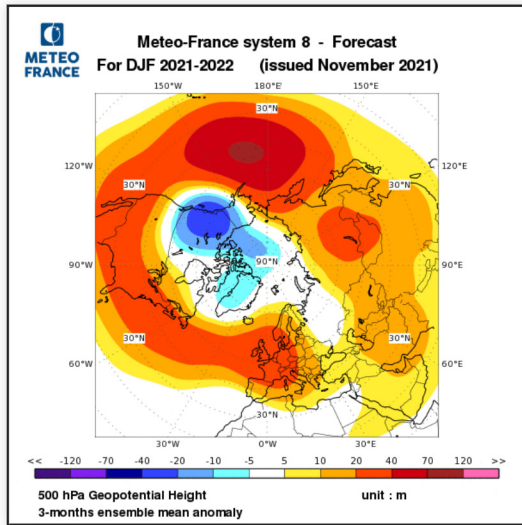 METEO
FRANCE
Meteo-France system 8 - Forecast
For DJF 2021-2022 (issued November 2021)
150°W 180°E 150°E
30°N
120°W 120°E
30°N 30°N
90°W 90°N 90°E
30°N 30°N
60°W 60°E
30°N
30°W 0°W 30°E
<< -120 -70 -40 -20 -10 -5 5 10 20 40 70 120 >>
500 hPa Geopotential Height unit : m
3-months ensemble mean anomaly